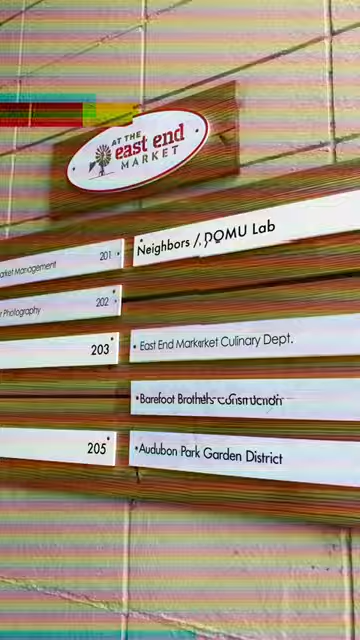 AT THE
east end
MARKET
arket Management 201
Neighbors / DOMU Lab
Photography 202
203
East End Market Culinary Dept.
Barefoot Brothers Construction
205
Audubon Park Garden District